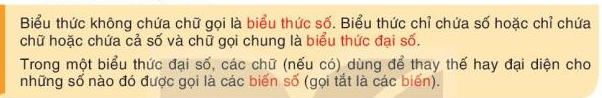 Biểu thức không chứa chữ gọi là biểu thức số. Biểu thức chỉ chứa số hoặc chỉ chứa
chữ hoặc chứa cả số và chữ gọi chung là biểu thức đại số.
Trong một biểu thức đại số, các chữ (nếu có) dùng để thay thế hay đại diện cho
những số nào đó được gọi là các biến số (gọi tắt là các biến).